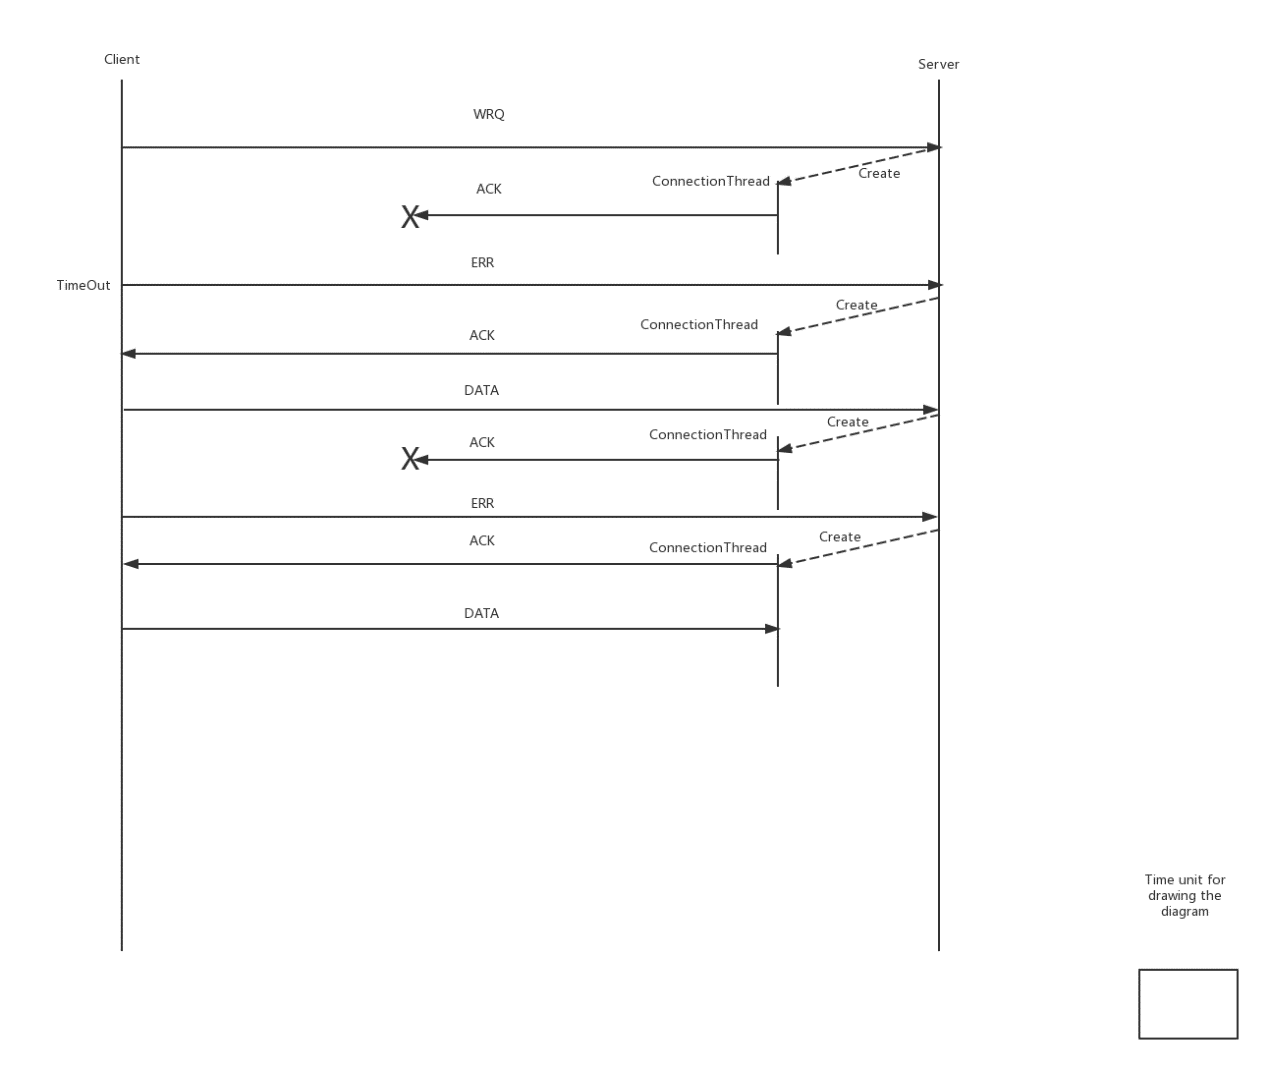 Client
Server
WRQ
Create
ConnectionThread
ACK
X
ERR
TimeOut
Create
ConnectionThread
ACK
DATA
Create
ConnectionThread
ACK
X
ERR
Create
ACK
ConnectionThread
DATA
Time unit for
drawing the
diagram